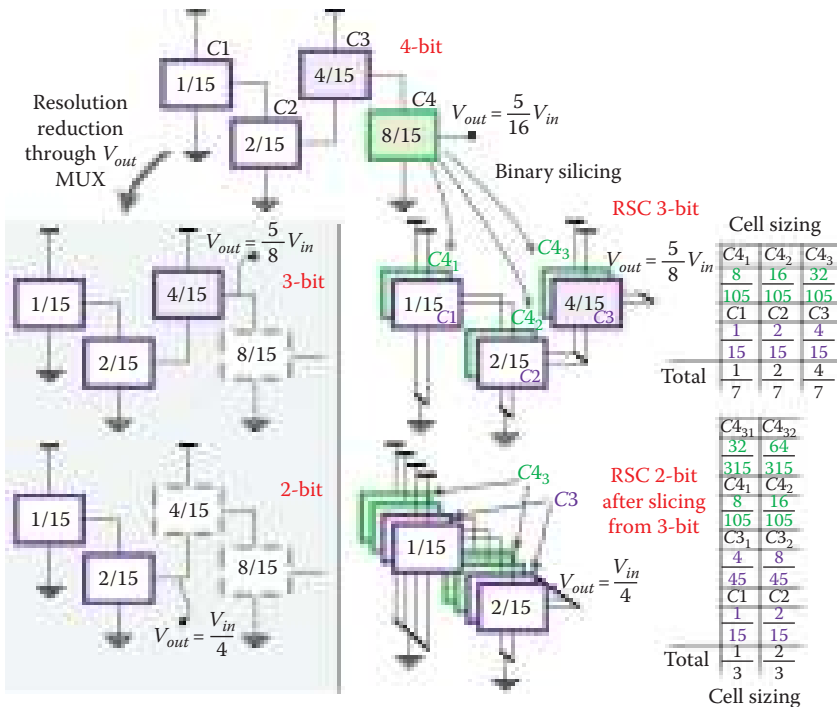 4-bit
C1
1/15
C2
2/15
C3
4/15
C4
8/15
V_out = 5/16 V_in
Resolution
reduction
through V_out
MUX
Binary silicing
3-bit
V_out = 5/8 V_in
1/15
2/15
4/15
8/15
RSC 3-bit
C4_1
C4_2
C4_3
1/15
C1
2/15
C2
4/15
C3
V_out = 5/8 V_in
Cell sizing
C4_1 C4_2 C4_3
8/105 16/105 32/105
C1 C2 C3
1/15 2/15 4/15
Total 1/7 2/7 4/7
2-bit
1/15
2/15
4/15
8/15
V_out = V_in/4
RSC 2-bit
after slicing
from 3-bit
C4_3
C3
1/15
2/15
V_out = V_in/4
C4_31 C4_32
32/315 64/315
C4_1 C4_2
8/105 16/105
C3_1 C3_2
4/45 8/45
C1 C2
1/15 2/15
Total 1/3 2/3
Cell sizing